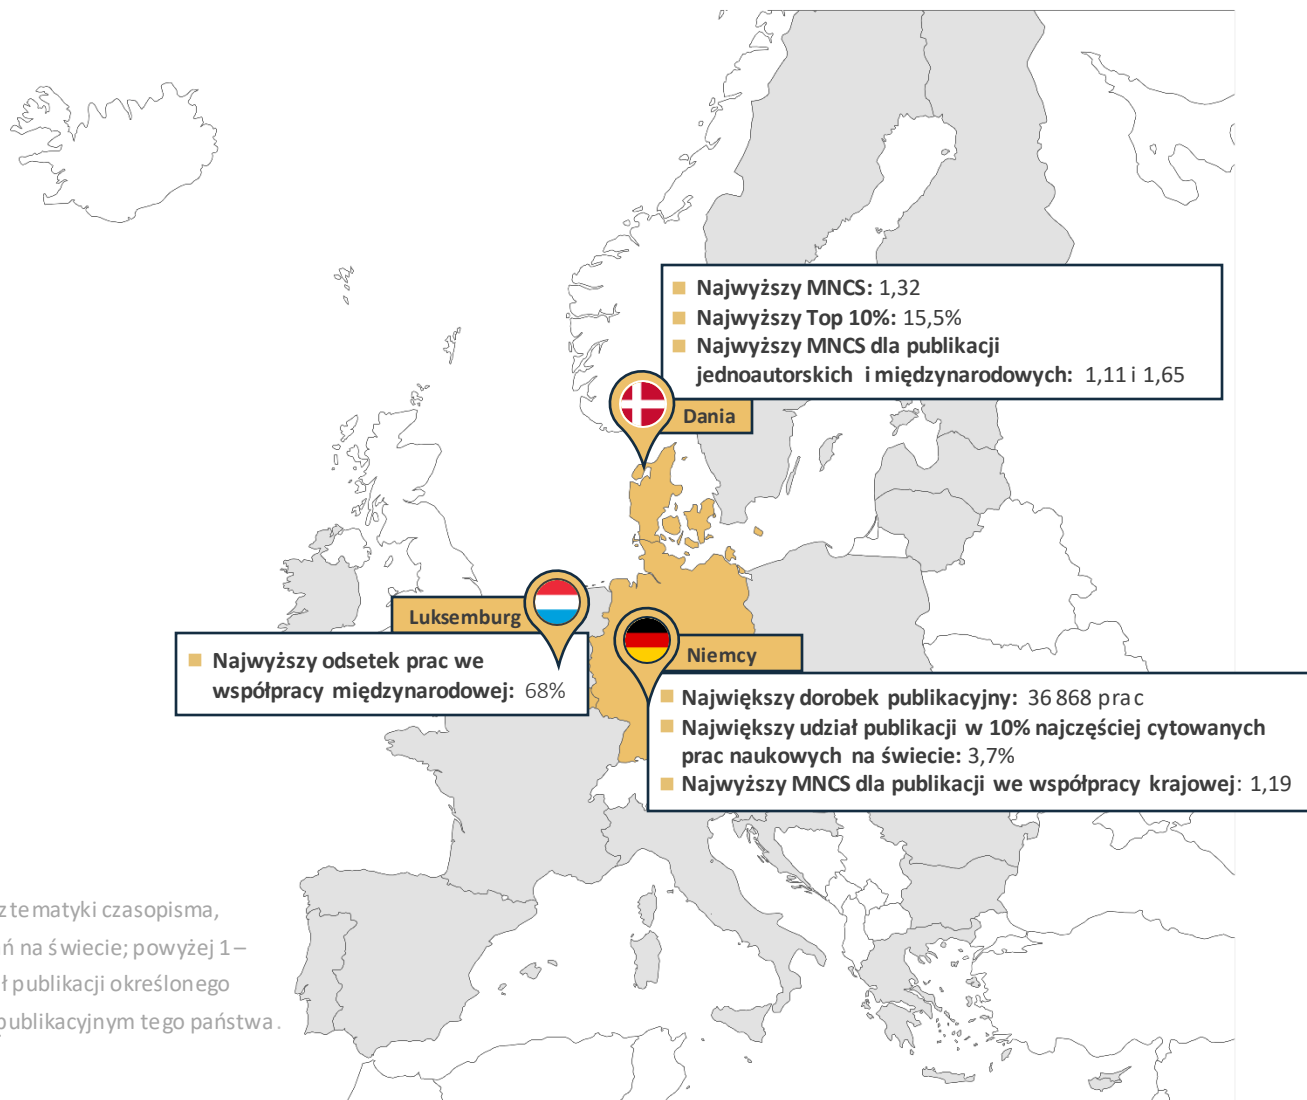 Najwyższy MNCS: 1,32
Najwyższy Top 10%: 15,5%
Najwyższy MNCS dla publikacji
jednoautorskich i międzynarodowych: 1,11 i 1,65
Dania
Luksemburg
Najwyższy odsetek prac we
współpracy międzynarodowej: 68%
Niemcy
Największy dorobek publikacyjny: 36 868 prac
Największy udział publikacji w 10% najczęściej cytowanych
prac naukowych na świecie: 3,7%
Najwyższy MNCS dla publikacji we współpracy krajowej: 1,19
z tematyki czasopisma,
ń na świecie; powyżej 1 –
ł publikacji określonego
publikacyjnym tego państwa.